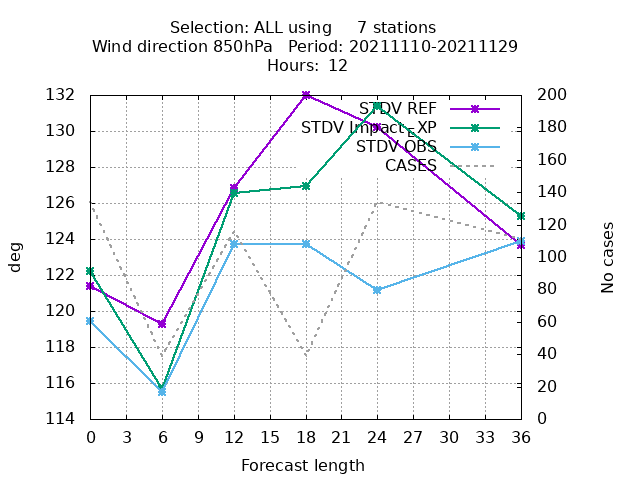 Selection: ALL using 7 stations
Wind direction 850hPa Period: 20211110-20211129
Hours: 12
132
130
128
126
124
122
120
118
116
114
200
180
160
140
120
100
80
60
40
20
0
STDV REF
STDV Impact-XP
STDV OBS
CASES
deg
No cases
0 3 6 9 12 15 18 21 24 27 30 33 36
Forecast length